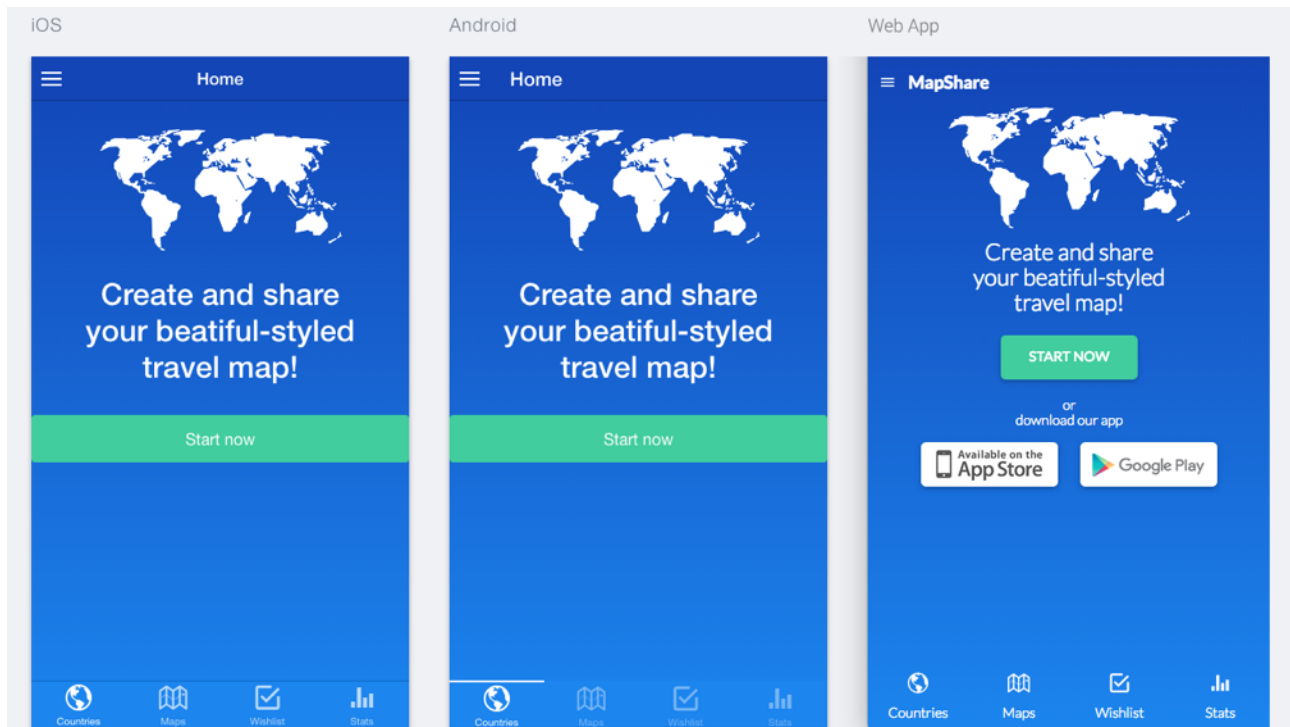 iOS
Home
Create and share
your beatiful-styled
travel map!
Start now
Countries
Maps
Wishlist
Stats
Android
Home
Create and share
your beatiful-styled
travel map!
Start now
Countries
Maps
Wishlist
Stats
Web App
MapShare
Create and share
your beatiful-styled
travel map!
START NOW
or
download our app
Available on the
App Store
Google Play
Countries
Maps
Wishlist
Stats